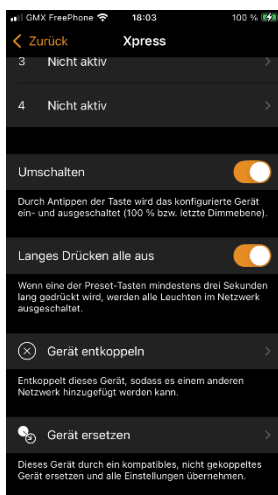 GMX FreePhone 18:03 100 %
Zurück Xpress
3 Nicht aktiv
4 Nicht aktiv
Umschalten
Durch Antippen der Taste wird das konfigurierte Gerät
ein- und ausgeschaltet (100 % bzw. letzte Dimmebene).
Langes Drücken alle aus
Wenn eine der Preset-Tasten mindestens drei Sekunden
lang gedrückt wird, werden alle Leuchten im Netzwerk
ausgeschaltet.
Gerät entkoppeln
Entkoppelt dieses Gerät, sodass es einem anderen
Netzwerk hinzugefügt werden kann.
Gerät ersetzen
Dieses Gerät durch ein kompatibles, nicht gekoppeltes
Gerät ersetzen und alle Einstellungen übernehmen.